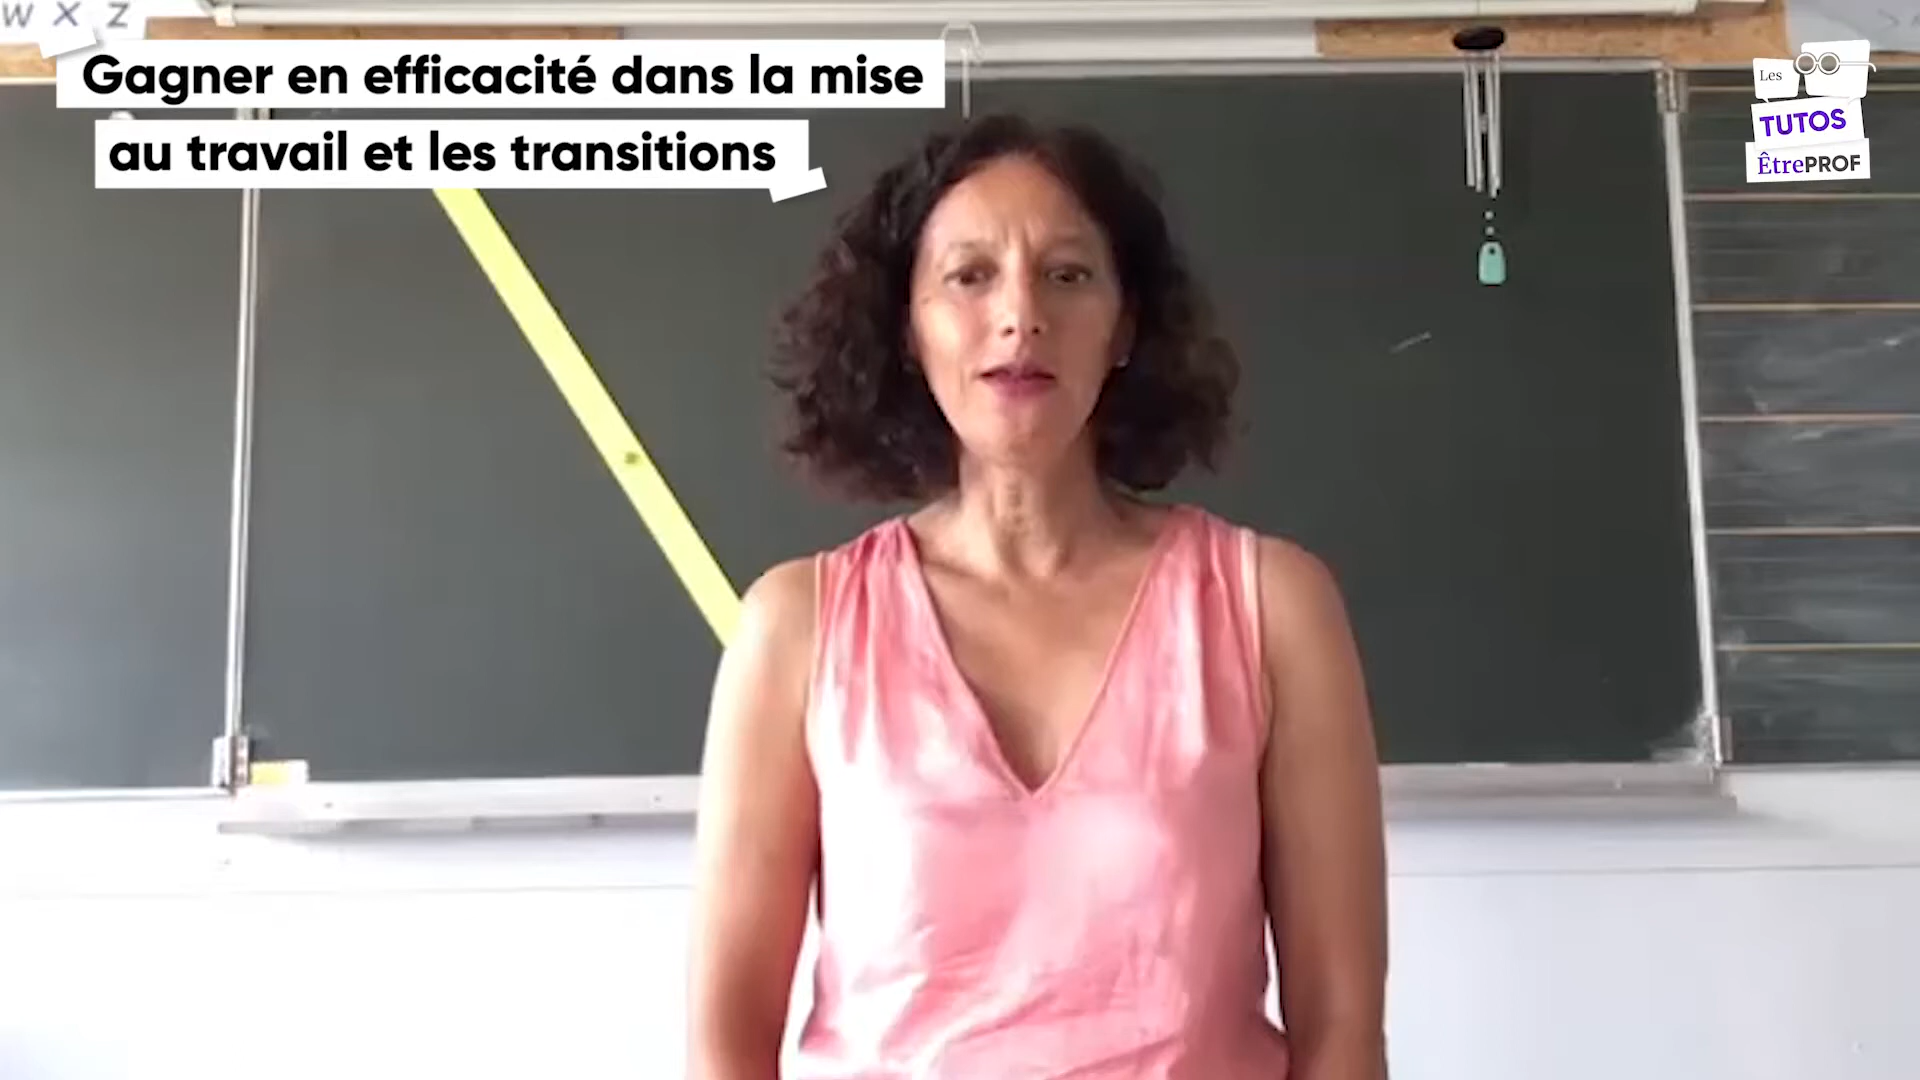 W X Z
Gagner en efficacité dans la mise
au travail et les transitions
Les
TUTOS
ÊtrePROF